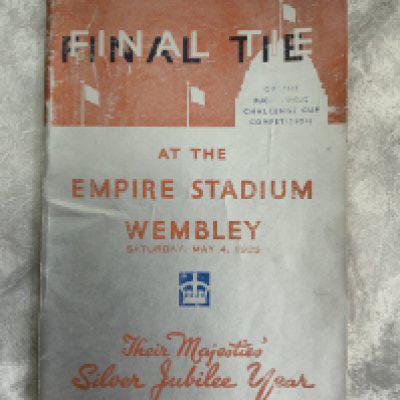 FINAL TIE
OF THE
CHALLENGE CUP
COMPETITION
AT THE
EMPIRE STADIUM
WEMBLEY
SATURDAY, MAY 4, 1935
Their Majesties'
Silver Jubilee Year